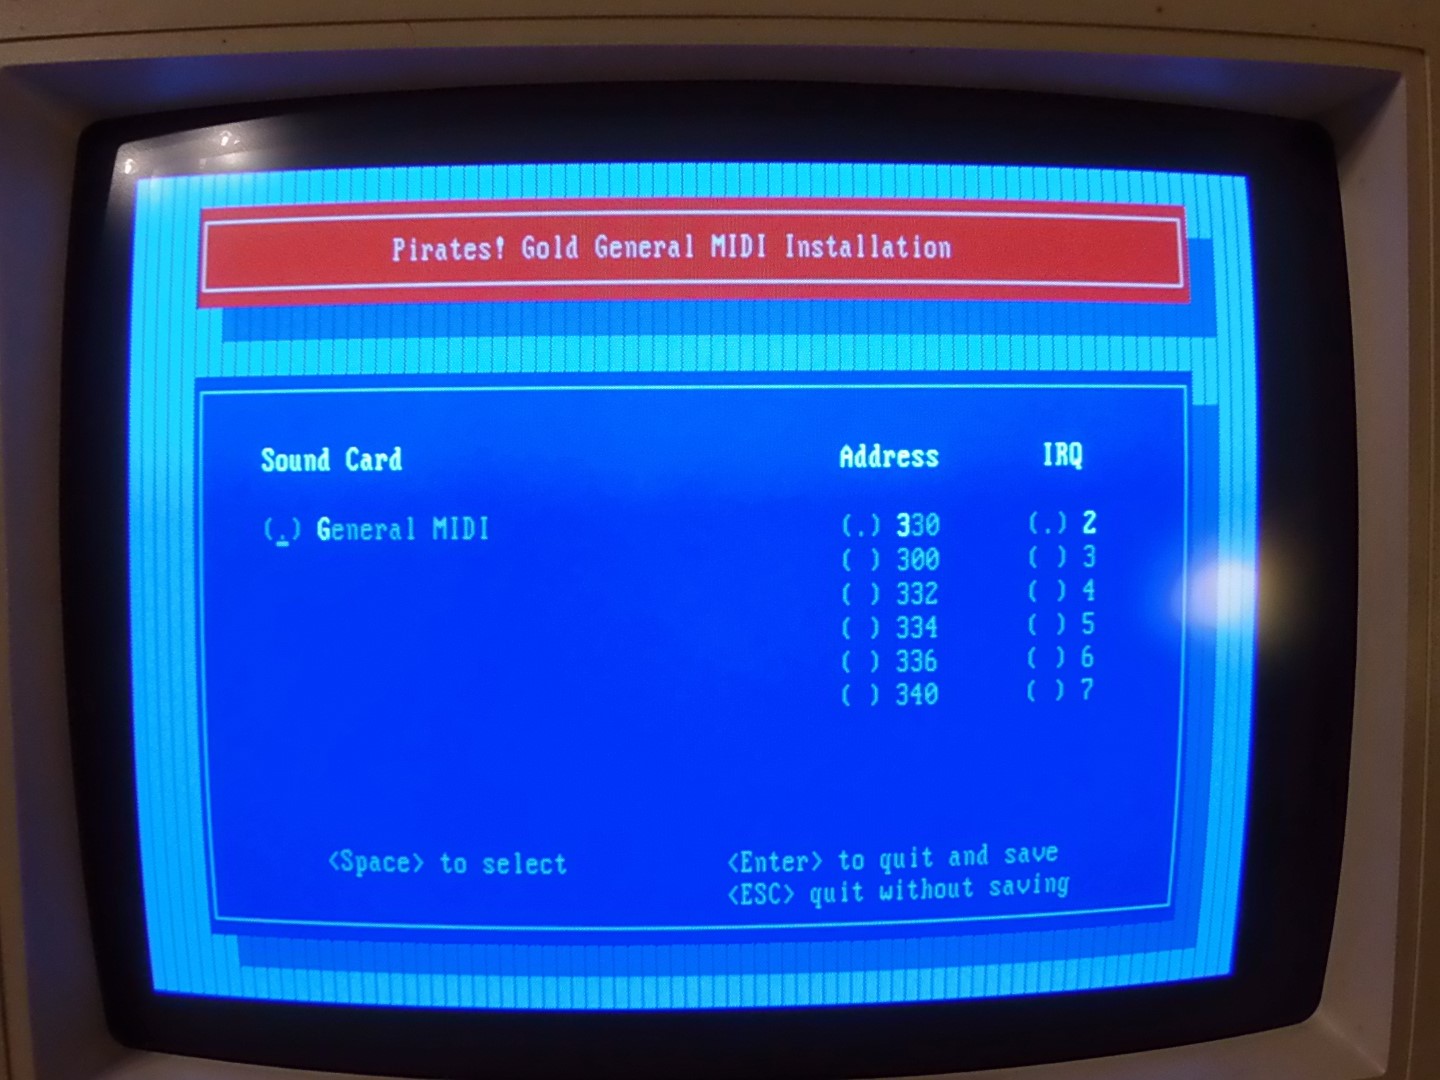 Pirates! Gold General MIDI Installation
Sound Card Address IRQ
(.) General MIDI (.) 330 (.) 2
( ) 300 ( ) 3
( ) 332 ( ) 4
( ) 334 ( ) 5
( ) 336 ( ) 6
( ) 340 ( ) 7
<Space> to select <Enter> to quit and save
<ESC> quit without saving